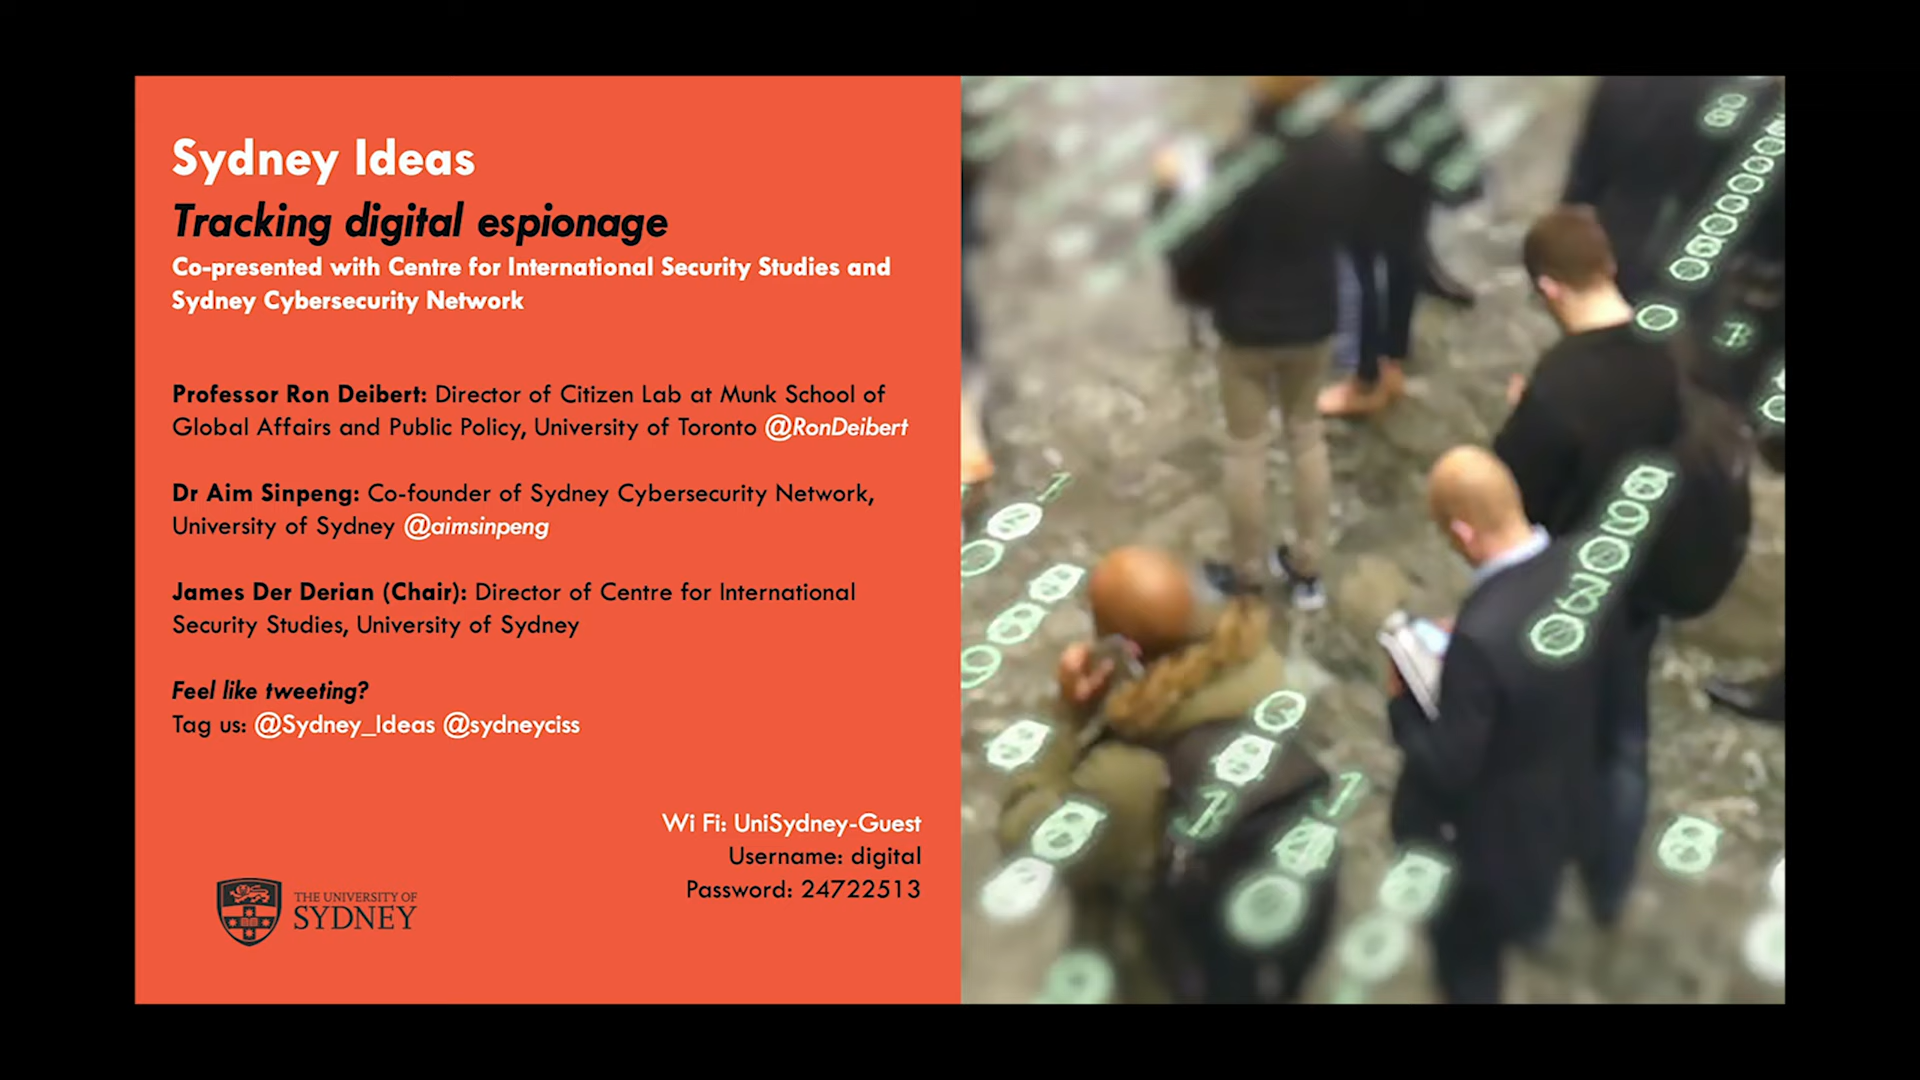 Sydney Ideas
Tracking digital espionage
Co-presented with Centre for International Security Studies and
Sydney Cybersecurity Network
Professor Ron Deibert: Director of Citizen Lab at Munk School of
Global Affairs and Public Policy, University of Toronto @RonDeibert
Dr Aim Sinpeng: Co-founder of Sydney Cybersecurity Network,
University of Sydney @aimsinpeng
James Der Derian (Chair): Director of Centre for International
Security Studies, University of Sydney
Feel like tweeting?
Tag us: @Sydney_Ideas @sydneyciss
Wi Fi: UniSydney-Guest
Username: digital
Password: 24722513
THE UNIVERSITY OF
SYDNEY